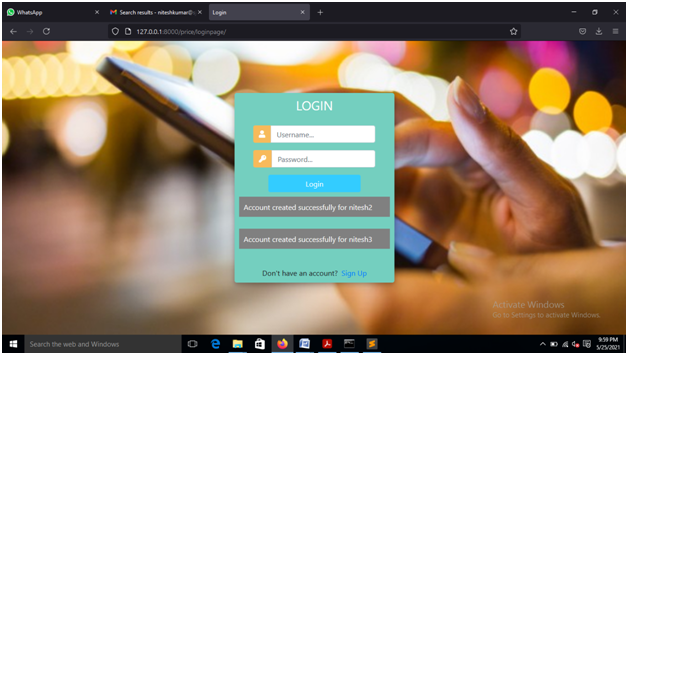 WhatsApp
Search results - niteshkumar@
Login
127.0.0.1:8000/price/loginpage/
LOGIN
Username...
Password...
Login
Account created successfully for nitesh2
Account created successfully for nitesh3
Don't have an account? Sign Up
Activate Windows
Go to Settings to activate Windows.
Search the web and Windows
9:59 PM
5/25/2021